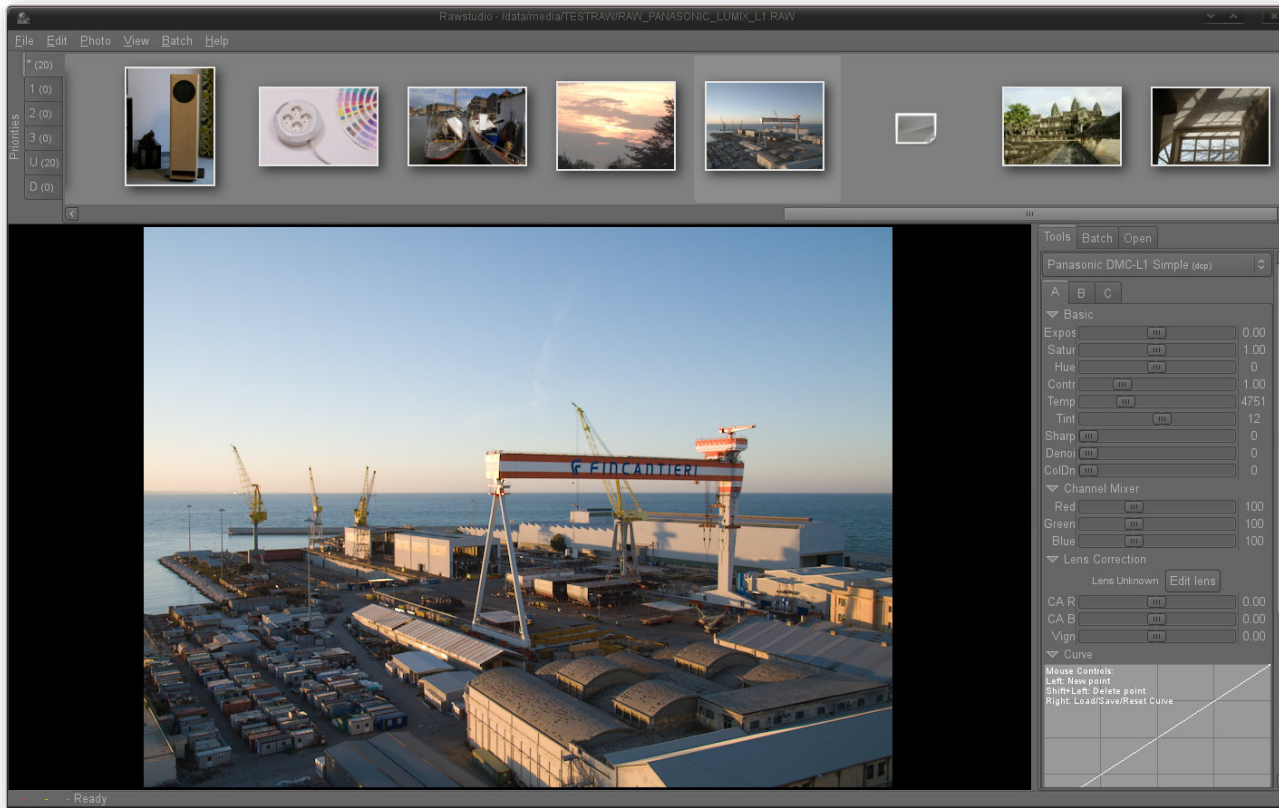 Rawstudio - /data/media/TESTRAW/RAW_PANASONIC_LUMIX_L1.RAW
File Edit Photo View Batch Help
Priorities
* (20)
1 (0)
2 (0)
3 (0)
U (20)
D (0)
FINCANTIERI
Tools Batch Open
Panasonic DMC-L1 Simple (dcp)
A B C
Basic
Expos 0.00
Satur 1.00
Hue 0
Contr 1.00
Temp 4751
Tint 12
Sharp 0
Denoi 0
ColDn 0
Channel Mixer
Red 100
Green 100
Blue 100
Lens Correction
Lens Unknown Edit lens
CA R 0.00
CA B 0.00
Vign 0.00
Curve
Mouse Controls:
Left: New point
Shift+Left: Delete point
Right: Load/Save/Reset Curve
- - Ready